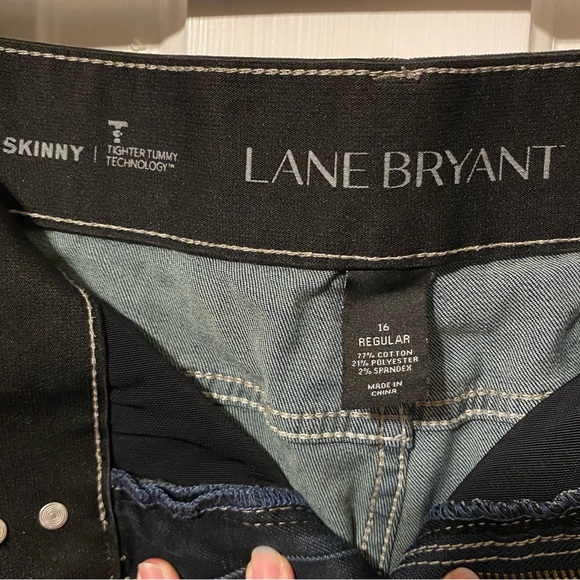 SKINNY | TIGHTER TUMMY
TECHNOLOGY™
LANE BRYANT
16
REGULAR
77% COTTON
21% POLYESTER
2% SPANDEX
MADE IN
CHINA